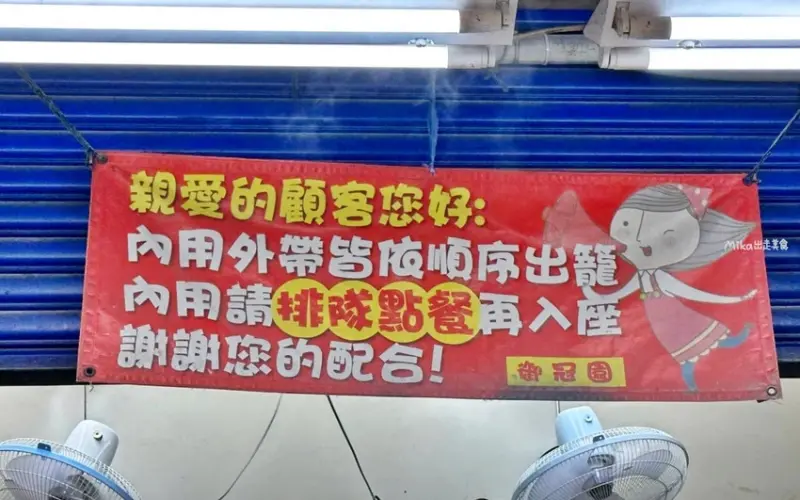 親愛的顧客您好:
內用外帶皆依順序出籠
內用請排隊點餐再入座
謝謝您的配合!
御冠園
Mika出走美食